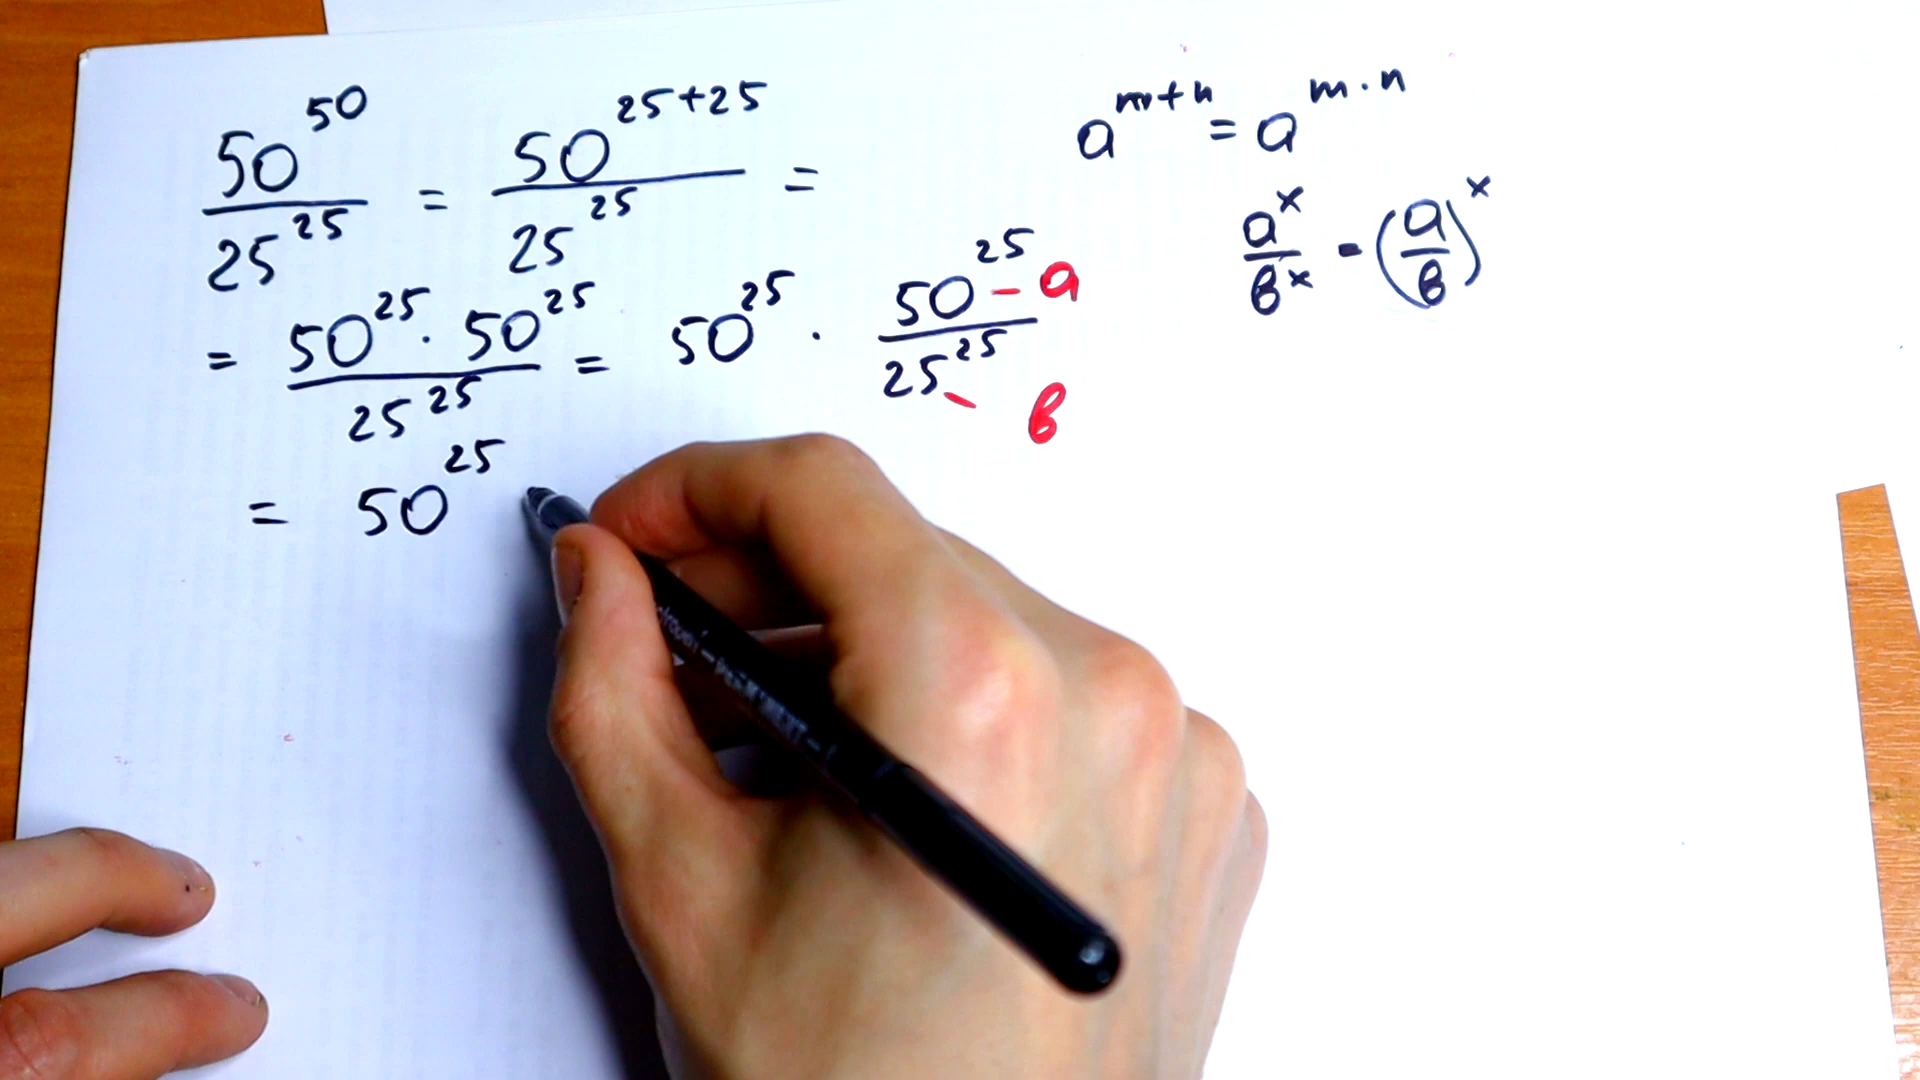 50^50 / 25^25 = 50^(25+25) / 25^25 =
= 50^25 · 50^25 / 25^25 = 50^25 · 50^25 / 25^25 - a - в
= 50^25
a^(m+n) = a^(m·n)
a^x / в^x = (a/в)^x